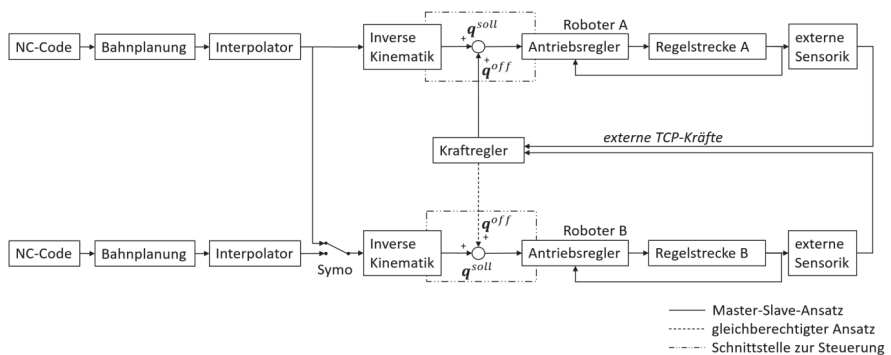 NC-Code
Bahnplanung
Interpolator
Inverse
Kinematik
q^soll
+
+
q^off
Roboter A
Antriebsregler
Regelstrecke A
externe
Sensorik
Kraftregler
externe TCP-Kräfte
NC-Code
Bahnplanung
Interpolator
Symo
Inverse
Kinematik
q^off
+
+
q^soll
Roboter B
Antriebsregler
Regelstrecke B
externe
Sensorik
Master-Slave-Ansatz
gleichberechtigter Ansatz
Schnittstelle zur Steuerung